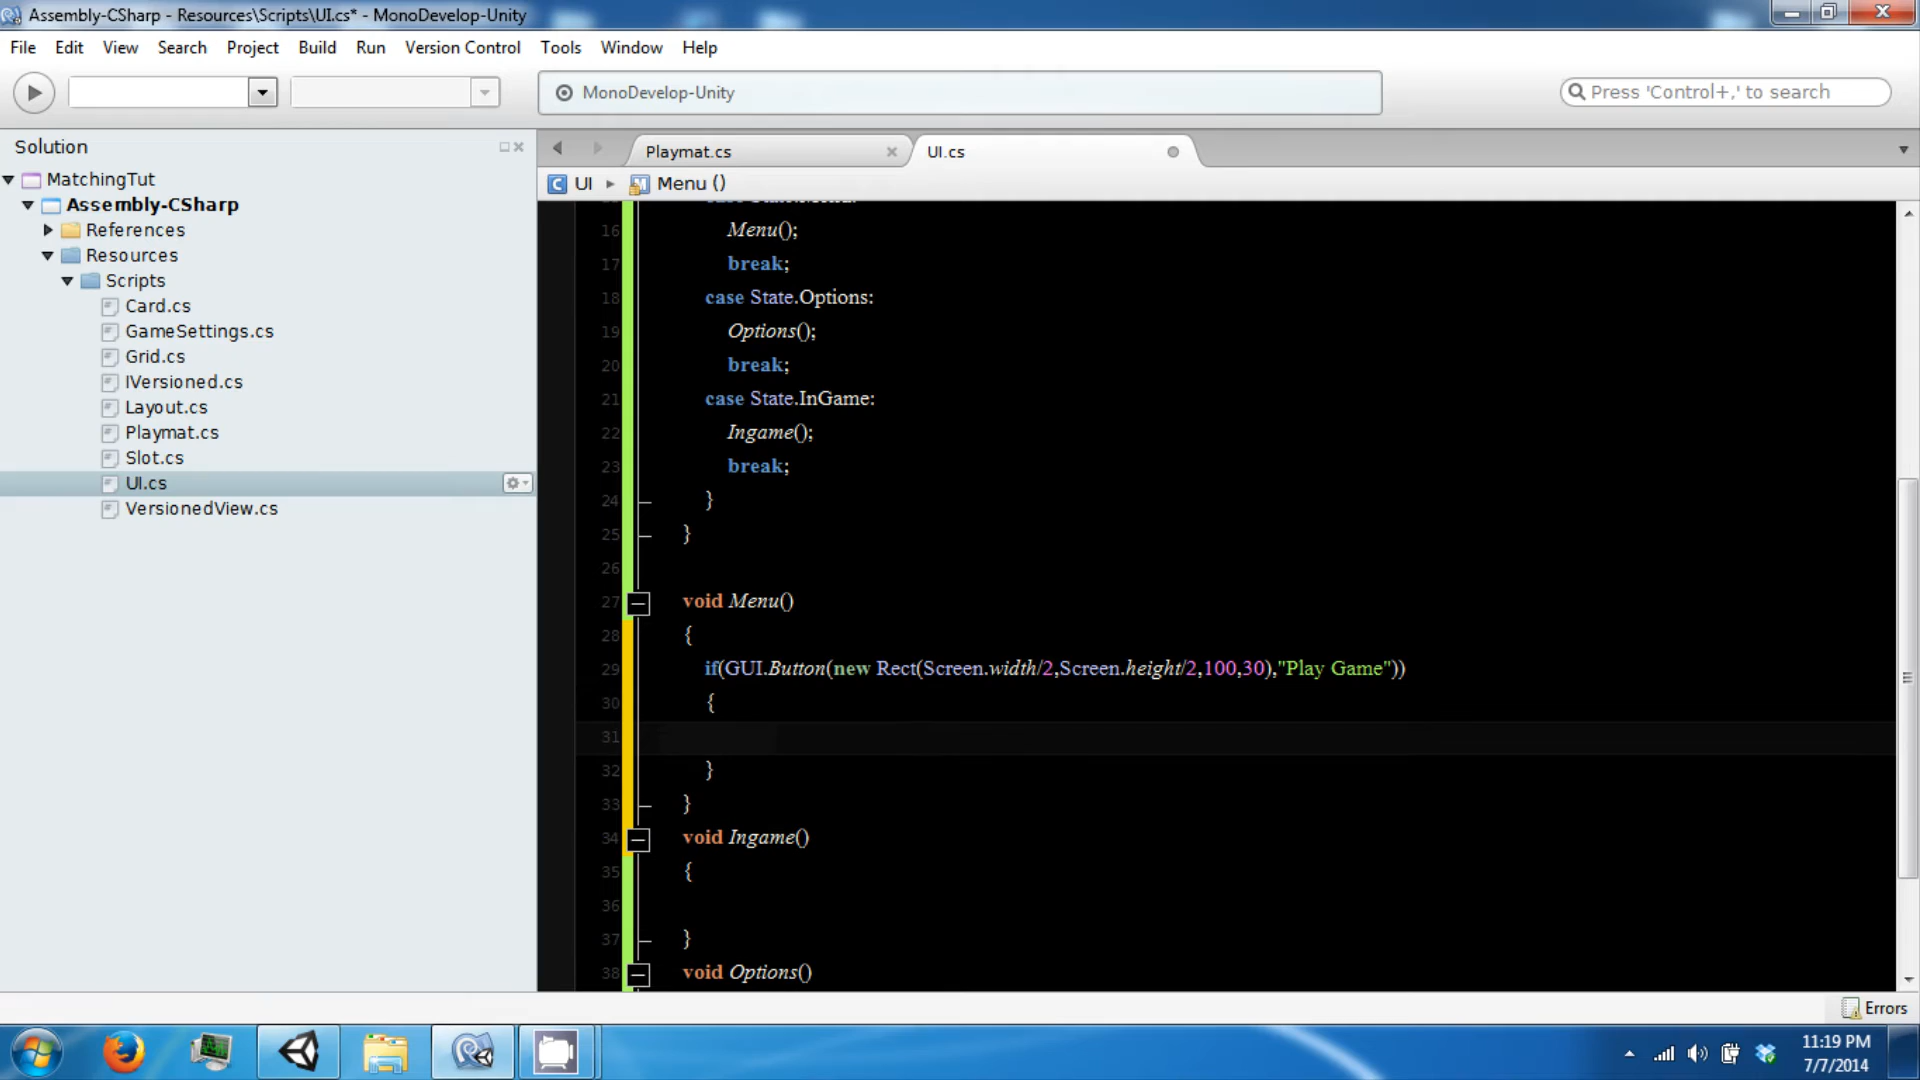 Assembly-CSharp - Resources\Scripts\UI.cs* - MonoDevelop-Unity
File Edit View Search Project Build Run Version Control Tools Window Help
MonoDevelop-Unity
Press 'Control+,' to search
Solution
MatchingTut
Assembly-CSharp
References
Resources
Scripts
Card.cs
GameSettings.cs
Grid.cs
IVersioned.cs
Layout.cs
Playmat.cs
Slot.cs
UI.cs
VersionedView.cs
Playmat.cs UI.cs
UI Menu ()
16 Menu();
17 break;
18 case State.Options:
19 Options();
20 break;
21 case State.InGame:
22 Ingame();
23 break;
24 }
25 }
26
27 void Menu()
28 {
29 if(GUI.Button(new Rect(Screen.width/2,Screen.height/2,100,30),"Play Game"))
30 {
31
32 }
33 }
34 void Ingame()
35 {
36
37 }
38 void Options()
Errors
11:19 PM
7/7/2014